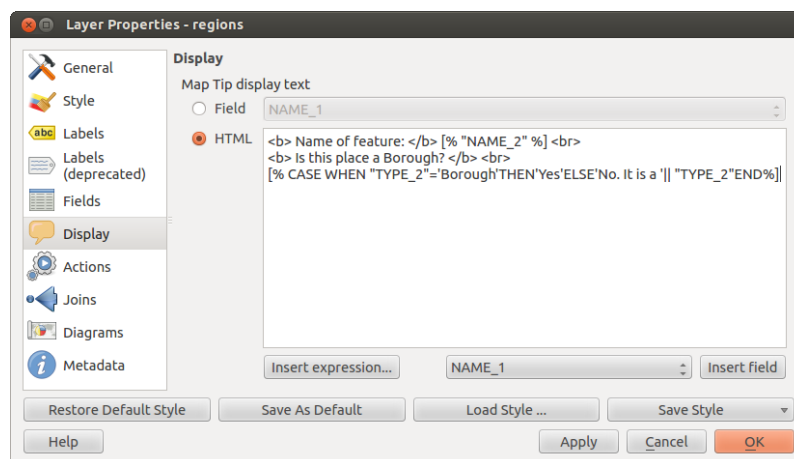 Layer Properties - regions
General
Style
abc Labels
Labels
(deprecated)
Fields
Display
Actions
Joins
Diagrams
i Metadata
Display
Map Tip display text
Field NAME_1
HTML
<b> Name of feature: </b> [% "NAME_2" %] <br>
<b> Is this place a Borough? </b> <br>
[% CASE WHEN "TYPE_2"='Borough'THEN'Yes'ELSE'No. It is a '|| "TYPE_2"END%]
Insert expression... NAME_1 Insert field
Restore Default Style Save As Default Load Style ... Save Style
Help Apply Cancel OK